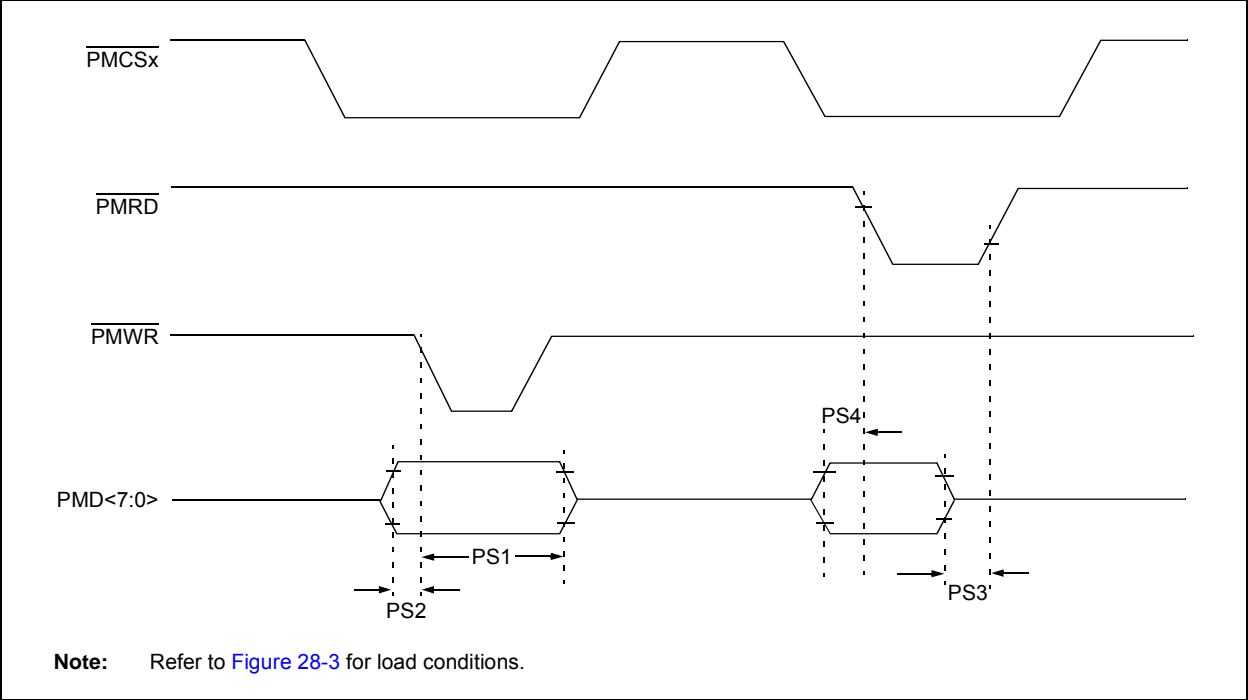 PMCSx
PMRD
PMWR
PS4
PMD<7:0>
PS1
PS3
PS2
Note: Refer to Figure 28-3 for load conditions.